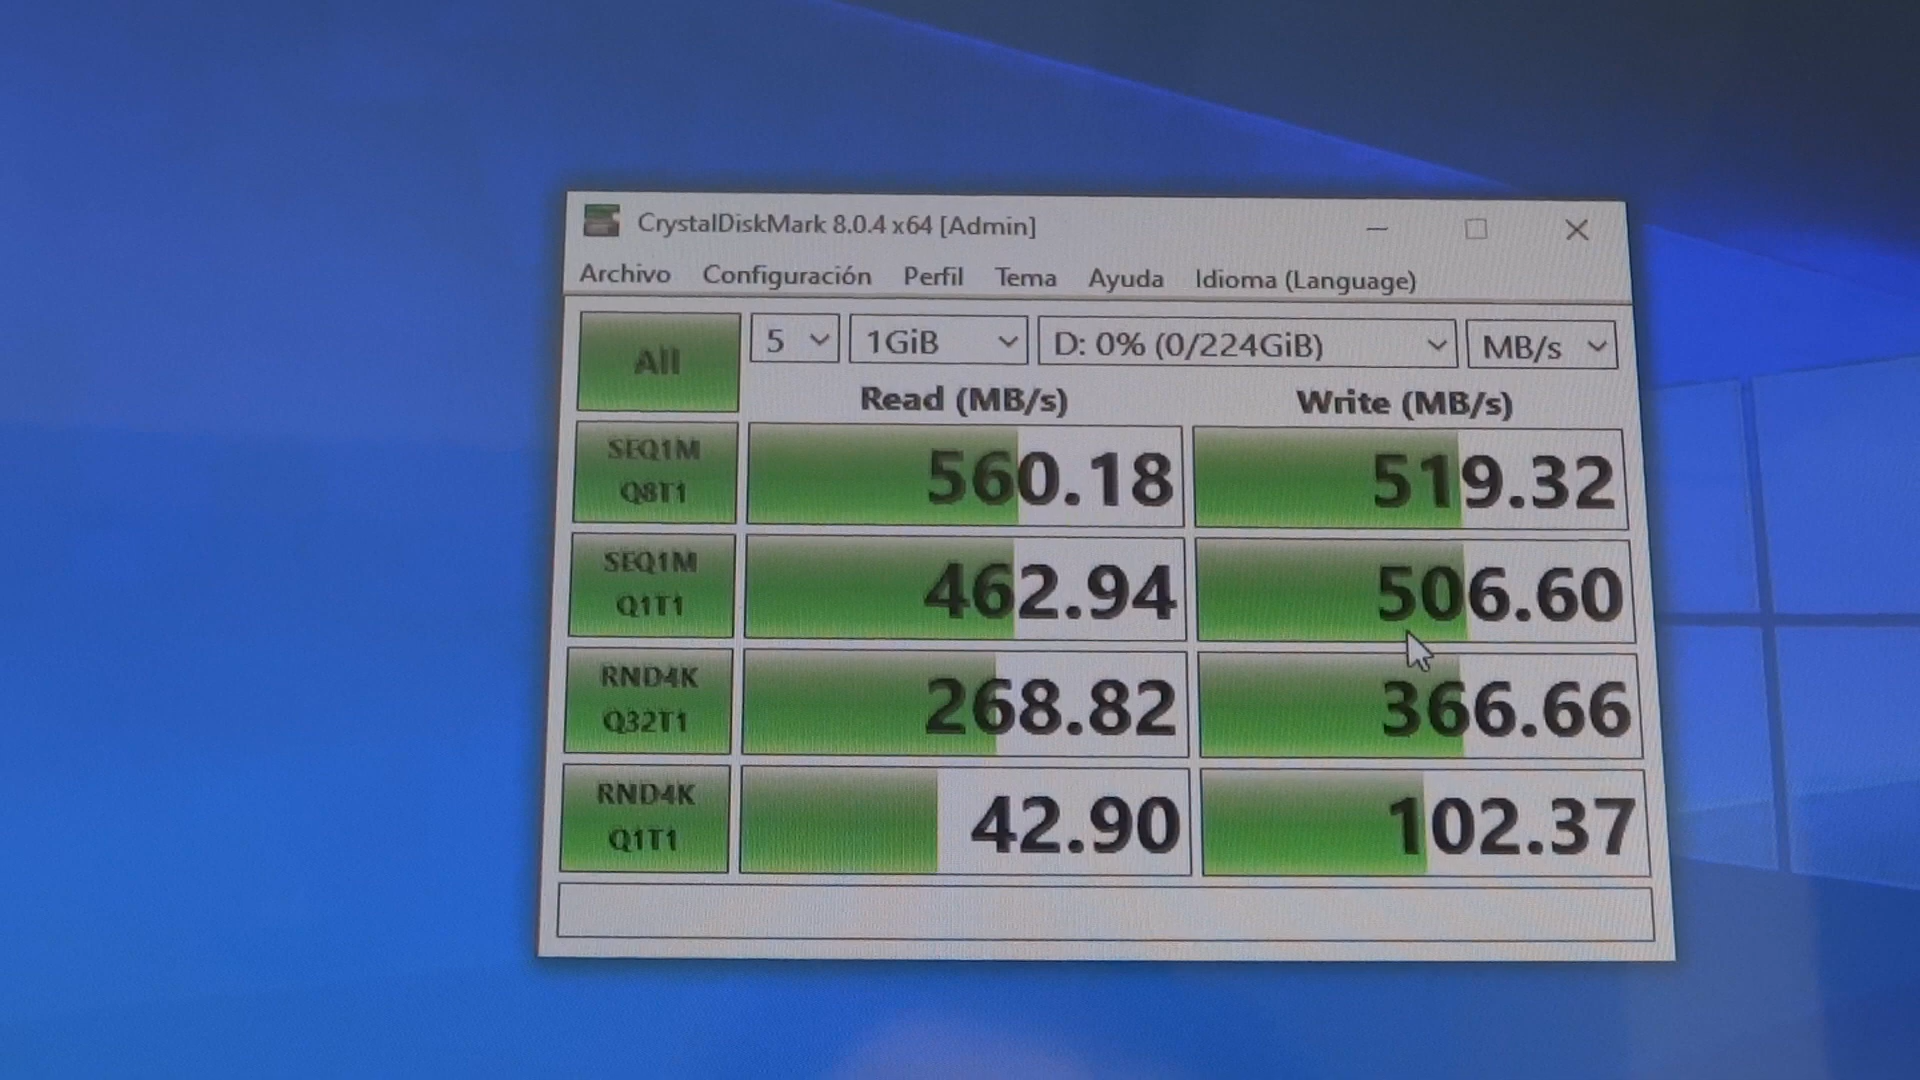 CrystalDiskMark 8.0.4 x64 [Admin]
Archivo Configuración Perfil Tema Ayuda Idioma (Language)
All 5 1GiB D: 0% (0/224GiB) MB/s
Read (MB/s) Write (MB/s)
SEQ1M
Q8T1
560.18 519.32
SEQ1M
Q1T1
462.94 506.60
RND4K
Q32T1
268.82 366.66
RND4K
Q1T1
42.90 102.37